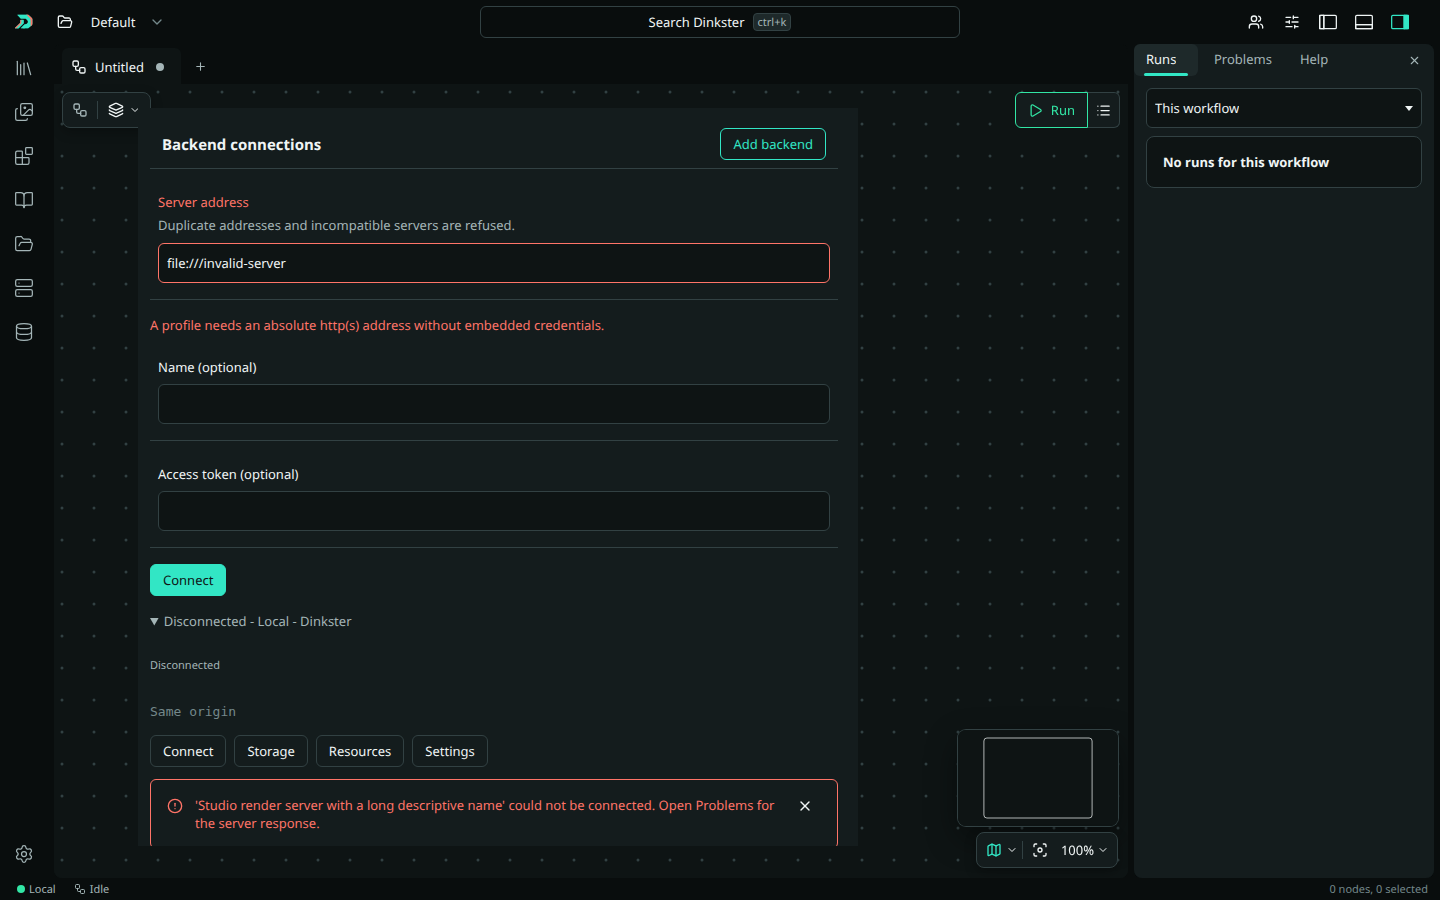 Default
Search Dinkster ctrl+k
Untitled
Run
Runs Problems Help
This workflow
No runs for this workflow
Backend connections
Add backend
Server address
Duplicate addresses and incompatible servers are refused.
file:///invalid-server
A profile needs an absolute http(s) address without embedded credentials.
Name (optional)
Access token (optional)
Connect
Disconnected - Local - Dinkster
Disconnected
Same origin
Connect Storage Resources Settings
'Studio render server with a long descriptive name' could not be connected. Open Problems for
the server response.
100%
Local Idle
0 nodes, 0 selected